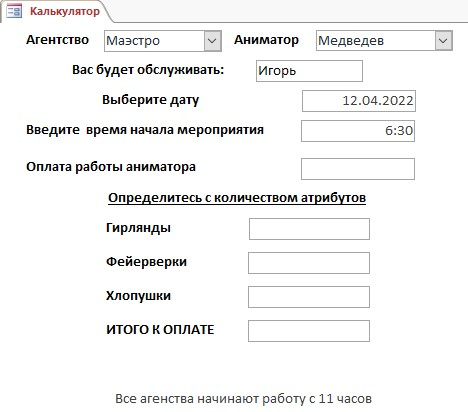 Калькулятор
Агентство Маэстро Аниматор Медведев
Вас будет обслуживать: Игорь
Выберите дату 12.04.2022
Введите время начала мероприятия 6:30
Оплата работы аниматора
Определитесь с количеством атрибутов
Гирлянды
Фейерверки
Хлопушки
ИТОГО К ОПЛАТЕ
Все агенства начинают работу с 11 часов